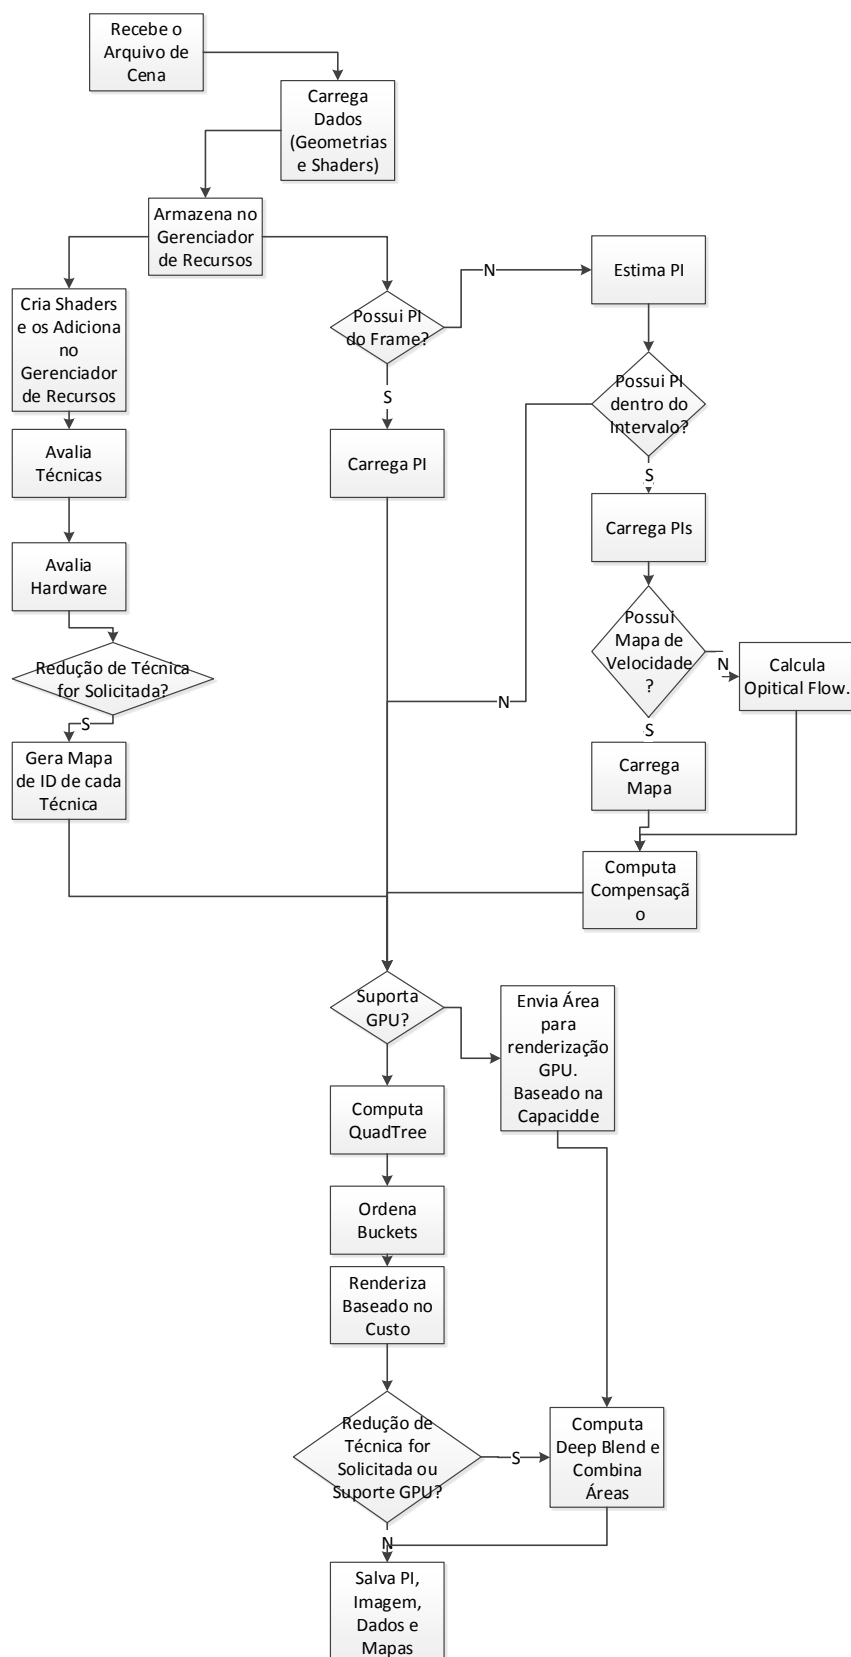 Recebe o
Arquivo de
Cena
Carrega
Dados
(Geometrias
e Shaders)
Armazena no
Gerenciador
de Recursos
Cria Shaders
e os Adiciona
no
Gerenciador
de Recursos
Avalia
Técnicas
Avalia
Hardware
Redução de Técnica
for Solicitada?
S
Gera Mapa
de ID de cada
Técnica
Possui PI
do Frame?
N
S
Carrega PI
Estima PI
Possui PI
dentro do
Intervalo?
N
S
Carrega PIs
Possui
Mapa de
Velocidade
?
N
Calcula
Opitical Flow.
S
Carrega
Mapa
Computa
Compensaçã
o
Suporta
GPU?
Envia Área
para
renderização
GPU.
Baseado na
Capacidde
Computa
QuadTree
Ordena
Buckets
Renderiza
Baseado no
Custo
Redução de
Técnica for
Solicitada ou
Suporte GPU?
S
Computa
Deep Blend e
Combina
Áreas
N
Salva PI,
Imagem,
Dados e
Mapas